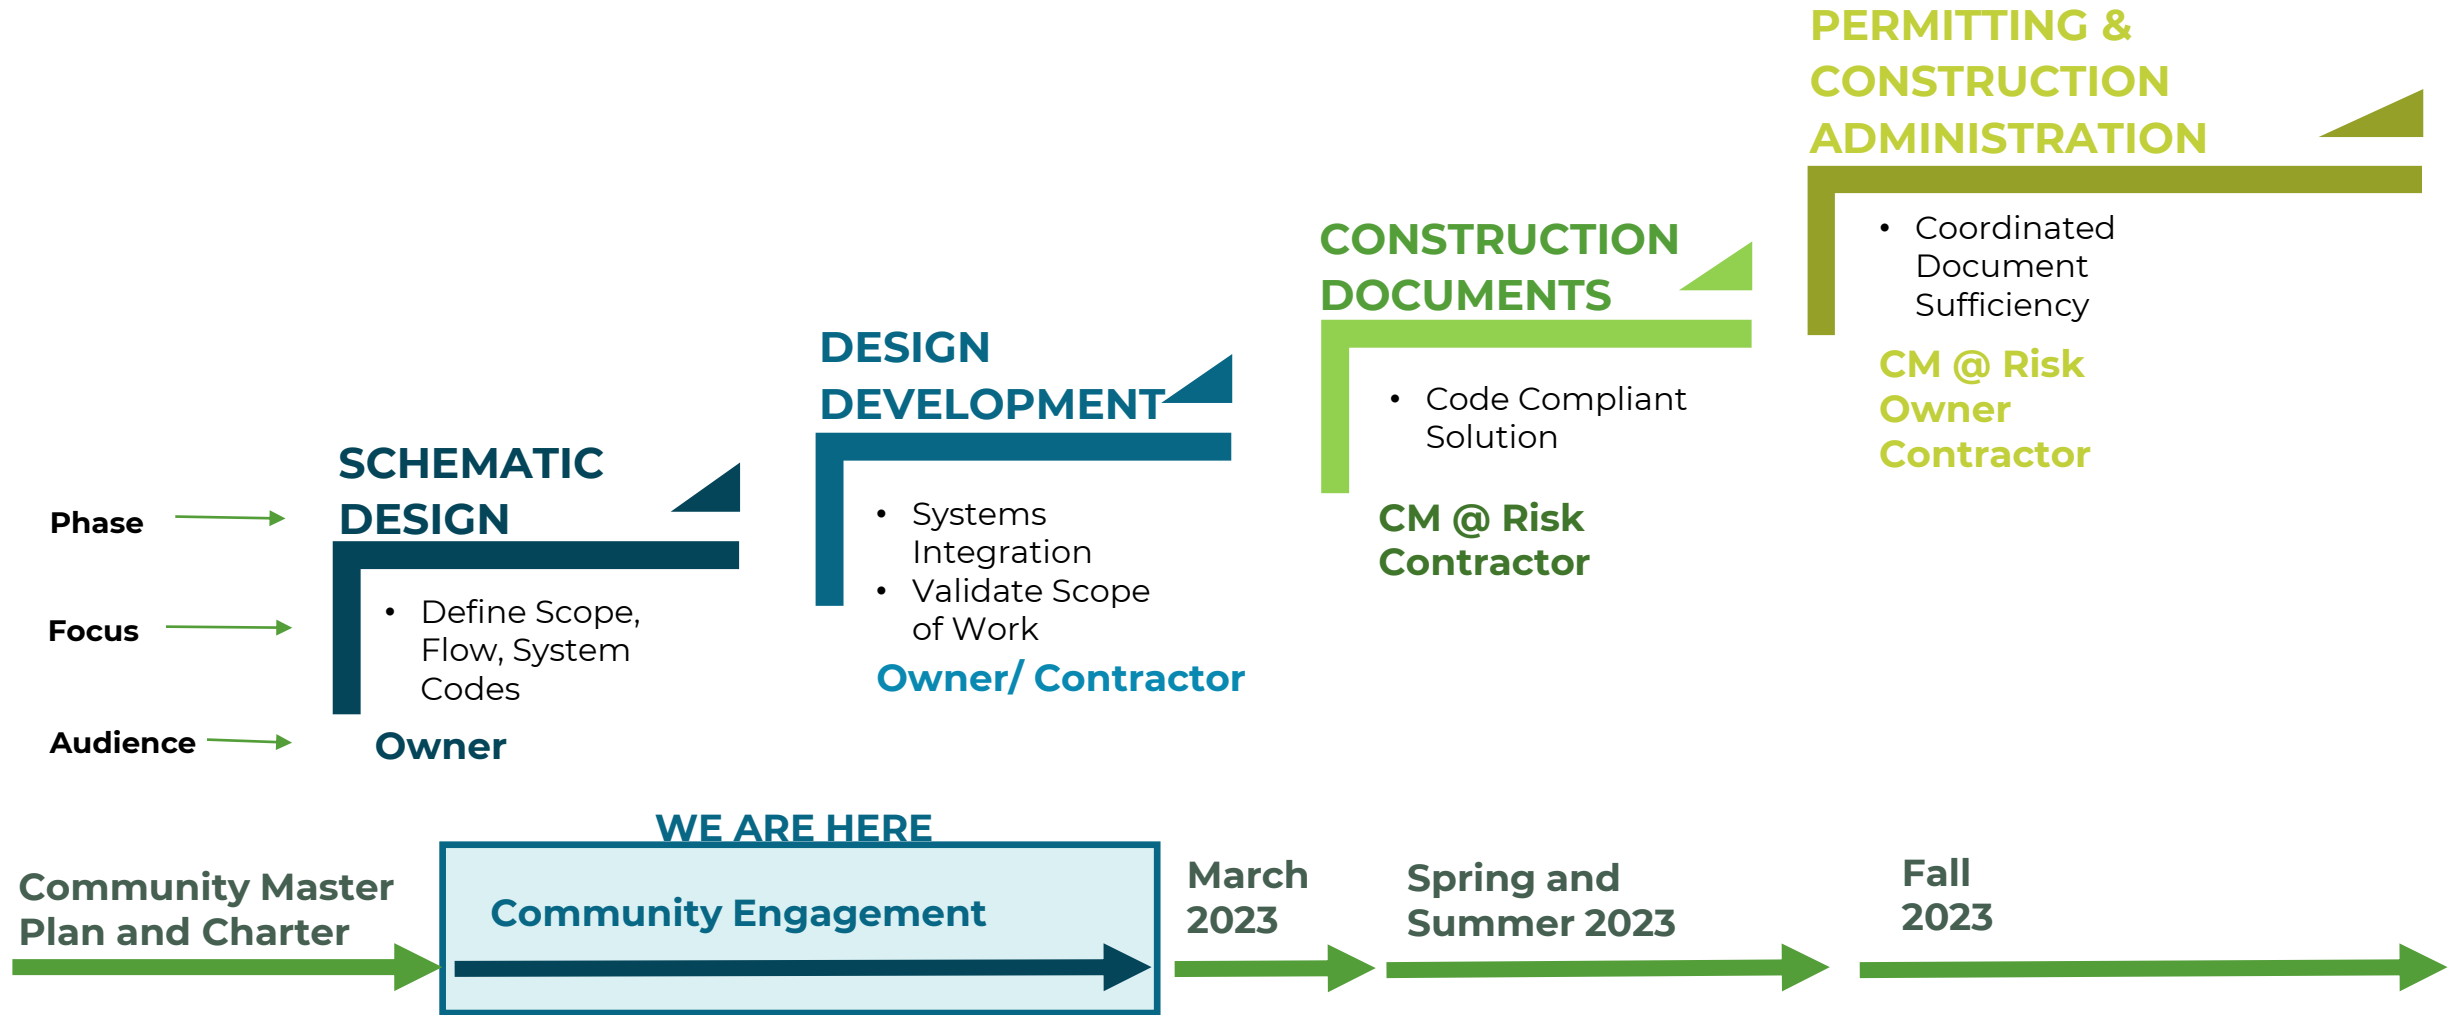 PERMITTING &
CONSTRUCTION
ADMINISTRATION
• Coordinated
Document
Sufficiency
CM @ Risk
Owner
Contractor
CONSTRUCTION
DOCUMENTS
• Code Compliant
Solution
CM @ Risk
Contractor
DESIGN
DEVELOPMENT
• Systems
Integration
• Validate Scope
of Work
Owner/ Contractor
SCHEMATIC
DESIGN
• Define Scope,
Flow, System
Codes
Owner
Phase
Focus
Audience
WE ARE HERE
Community Master
Plan and Charter
Community Engagement
March
2023
Spring and
Summer 2023
Fall
2023